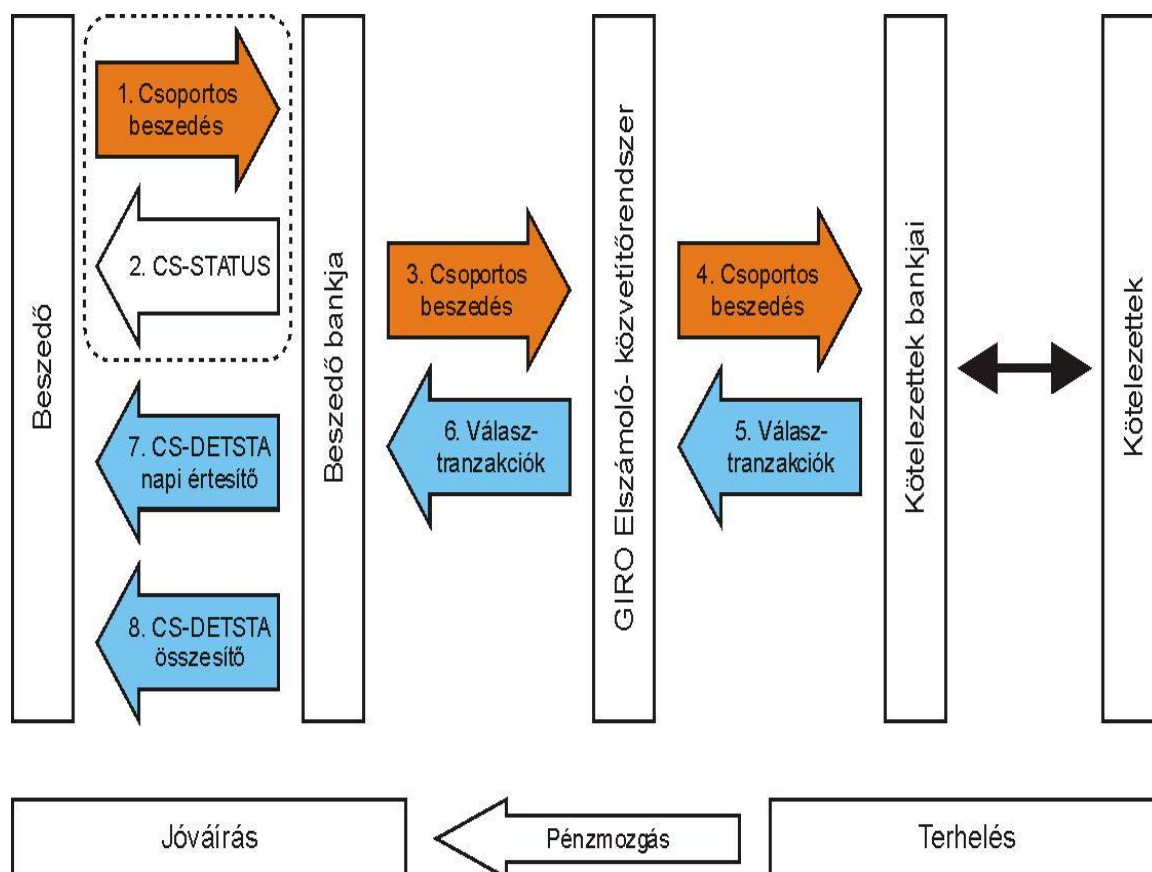 Beszedő
1. Csoportos
beszedés
2. CS-STATUS
7. CS-DETSTA
napi értesítő
8. CS-DETSTA
összesítő
Beszedő bankja
3. Csoportos
beszedés
6. Válasz-
tranzakciók
GIRO Elszámoló- közvetítőrendszer
4. Csoportos
beszedés
5. Válasz-
tranzakciók
Kötelezettek bankjai
Kötelezettek
Jóváírás
Pénzmozgás
Terhelés